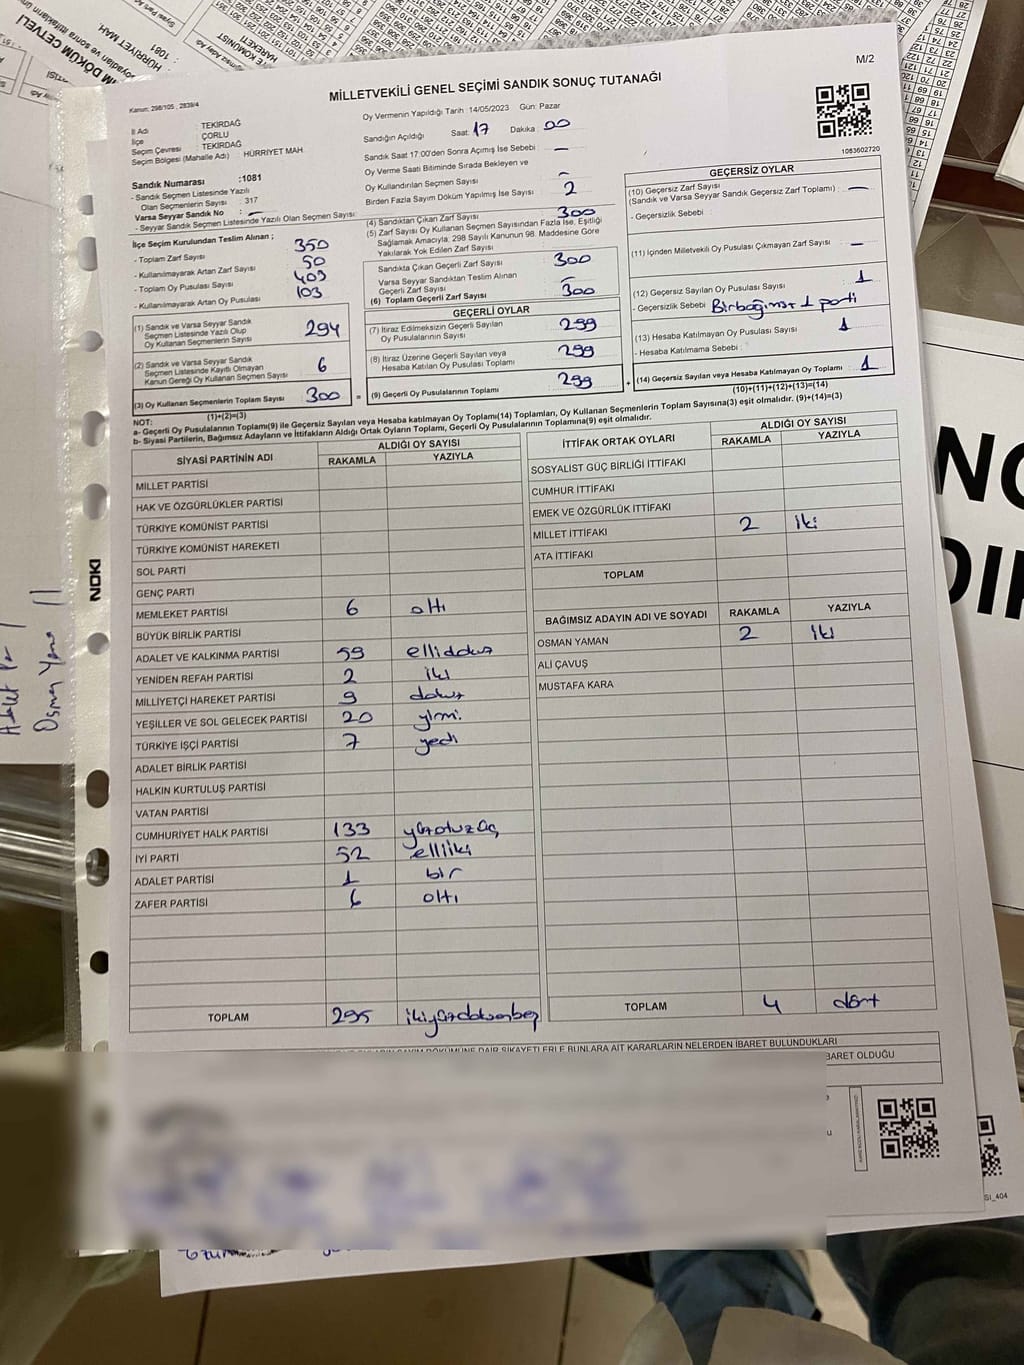 M/2
MİLLETVEKİLİ GENEL SEÇİMİ SANDIK SONUÇ TUTANAĞI
Kanun: 298/105 ; 2839/4
İl Adı : TEKİRDAĞ
İlçe : ÇORLU
Seçim Çevresi : TEKİRDAĞ
Seçim Bölgesi (Mahalle Adı) : HÜRRİYET MAH.
Sandık Numarası :1081
- Sandık Seçmen Listesinde Yazılı
Olan Seçmenlerin Sayısı : 317
Varsa Seyyar Sandık No : -
- Seyyar Sandık Seçmen Listesinde Yazılı Olan Seçmen Sayısı
İlçe Seçim Kurulundan Teslim Alınan ;
- Toplam Zarf Sayısı 350
- Kullanılmayarak Artan Zarf Sayısı 50
- Toplam Oy Pusulası Sayısı 403
- Kullanılmayarak Artan Oy Pusulası 103
(1) Sandık ve Varsa Seyyar Sandık
Seçmen Listesinde Yazılı Olup
Oy Kullanan Seçmenlerin Sayısı 294
(2) Sandık ve Varsa Seyyar Sandık
Seçmen Listesinde Kayıtlı Olmayan
Kanun Gereği Oy Kullanan Seçmen Sayısı 6
(3) Oy Kullanan Seçmenlerin Toplam Sayısı 300
(1)+(2)=(3)
Oy Vermenin Yapıldığı Tarih : 14/05/2023 Gün: Pazar
Sandığın Açıldığı Saat: 17 Dakika: 00
Sandık Saat 17:00'den Sonra Açımış İse Sebebi : -
Oy Verme Saati Bitiminde Sırada Bekleyen ve
Oy Kullandırılan Seçmen Sayısı -
Birden Fazla Sayım Döküm Yapılmış İse Sayısı 2
(4) Sandıktan Çıkan Zarf Sayısı 300
(5) Zarf Sayısı Oy Kullanan Seçmen Sayısından Fazla İse, Eşitliği
Sağlamak Amacıyla, 298 Sayılı Kanunun 98. Maddesine Göre
Yakılarak Yok Edilen Zarf Sayısı -
Sandıkta Çıkan Geçerli Zarf Sayısı 300
Varsa Seyyar Sandıktan Teslim Alınan
Geçerli Zarf Sayısı -
(6) Toplam Geçerli Zarf Sayısı 300
GEÇERLİ OYLAR
(7) İtiraz Edilmeksizin Geçerli Sayılan
Oy Pusulalarının Sayısı 299
(8) İtiraz Üzerine Geçerli Sayılan veya
Hesaba Katılan Oy Pusulası Toplamı 299
= (9) Geçerli Oy Pusulalarının Toplamı 299 +
1083602720
GEÇERSİZ OYLAR
(10) Geçersiz Zarf Sayısı
(Sandık ve Varsa Seyyar Sandık Geçersiz Zarf Toplamı) : -
- Geçersizlik Sebebi :
(11) İçinden Milletvekili Oy Pusulası Çıkmayan Zarf Sayısı -
(12) Geçersiz Sayılan Oy Pusulası Sayısı 1
- Geçersizlik Sebebi : Birbağımsız 1 parti
(13) Hesaba Katılmayan Oy Pusulası Sayısı 1
- Hesaba Katılmama Sebebi :
(14) Geçersiz Sayılan veya Hesaba Katılmayan Oy Toplamı : 1
(10)+(11)+(12)+(13)=(14)
NOT:
a- Geçerli Oy Pusulalarının Toplamı(9) ile Geçersiz Sayılan veya Hesaba katılmayan Oy Toplamı(14) Toplamları, Oy Kullanan Seçmenlerin Toplam Sayısına(3) eşit olmalıdır. (9)+(14)=(3)
b- Siyasi Partilerin, Bağımsız Adayların ve İttifakların Aldığı Ortak Oyların Toplamı, Geçerli Oy Pusulalarının Toplamına(9) eşit olmalıdır.
SİYASİ PARTİNİN ADI ALDIĞI OY SAYISI
RAKAMLA YAZIYLA
MİLLET PARTİSİ
HAK VE ÖZGÜRLÜKLER PARTİSİ
TÜRKİYE KOMÜNİST PARTİSİ
TÜRKİYE KOMÜNİST HAREKETİ
SOL PARTİ
GENÇ PARTİ
MEMLEKET PARTİSİ 6 altı
BÜYÜK BİRLİK PARTİSİ
ADALET VE KALKINMA PARTİSİ 59 ellidokuz
YENİDEN REFAH PARTİSİ 2 iki
MİLLİYETÇİ HAREKET PARTİSİ 9 dokuz
YEŞİLLER VE SOL GELECEK PARTİSİ 20 yirmi.
TÜRKİYE İŞÇİ PARTİSİ 7 yedi
ADALET BİRLİK PARTİSİ
HALKIN KURTULUŞ PARTİSİ
VATAN PARTİSİ
CUMHURİYET HALK PARTİSİ 133 yüzotuzüç
İYİ PARTİ 52 elliiki
ADALET PARTİSİ 1 bir
ZAFER PARTİSİ 6 altı
TOPLAM 295 ikiyüzdoksanbeş
İTTİFAK ORTAK OYLARI ALDIĞI OY SAYISI
RAKAMLA YAZIYLA
SOSYALIST GÜÇ BİRLİĞİ İTTİFAKI
CUMHUR İTTİFAKI
EMEK VE ÖZGÜRLÜK İTTİFAKI
MİLLET İTTİFAKI 2 iki
ATA İTTİFAKI
TOPLAM
BAĞIMSIZ ADAYIN ADI VE SOYADI RAKAMLA YAZIYLA
OSMAN YAMAN 2 iki
ALİ ÇAVUŞ
MUSTAFA KARA
TOPLAM 4 dört
DAİR ŞİKAYETLERLE BUNLARA AİT KARARLARIN NELERDEN İBARET BULUNDUKLARI
BARET OLDUĞU
NOKI
SI_404
HÜRRİYET MAH.
1081
M DÖKÜM CETVELİ